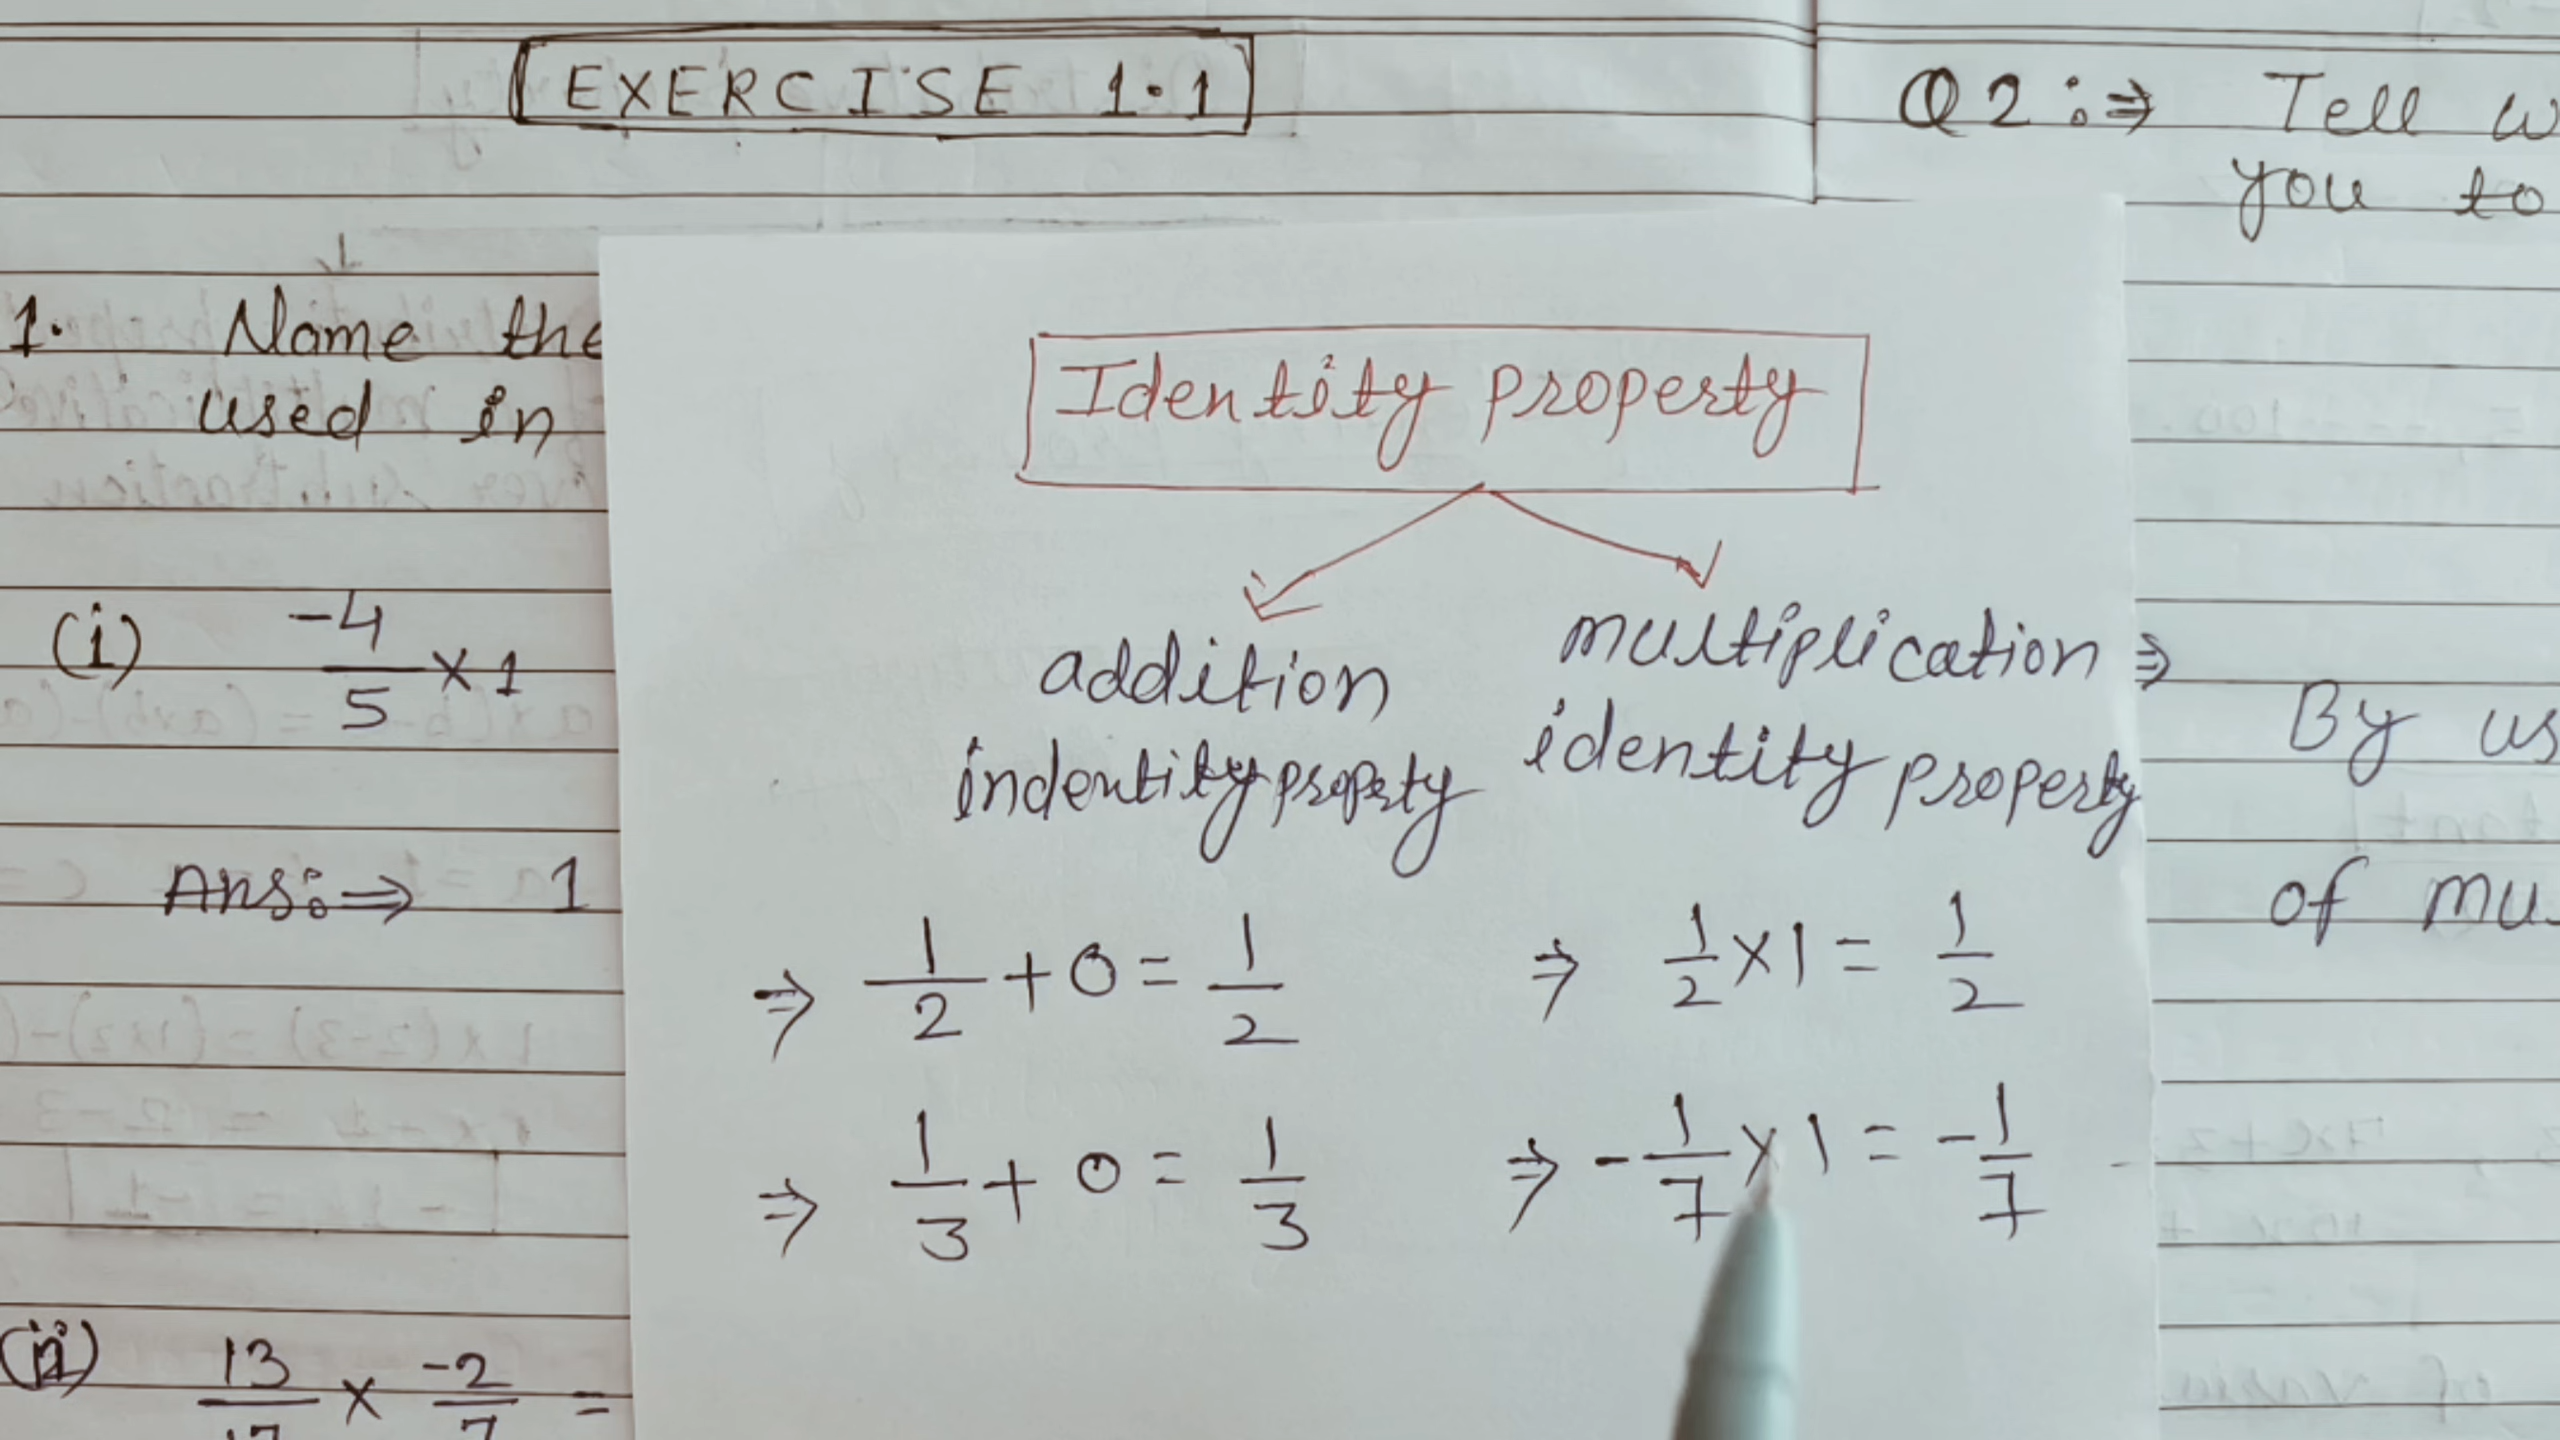 EXERCISE 1.1
1. Name the
used in
(i) -4/5 × 1
Ans:⇒ 1
(ii) 13/17 × -2/7 =
Identity property
addition
indentity property
⇒ 1/2 + 0 = 1/2
⇒ 1/3 + 0 = 1/3
multiplication
identity property
⇒ 1/2 × 1 = 1/2
⇒ -1/7 × 1 = -1/7
Q2:⇒ Tell
you to
⇒
By
of